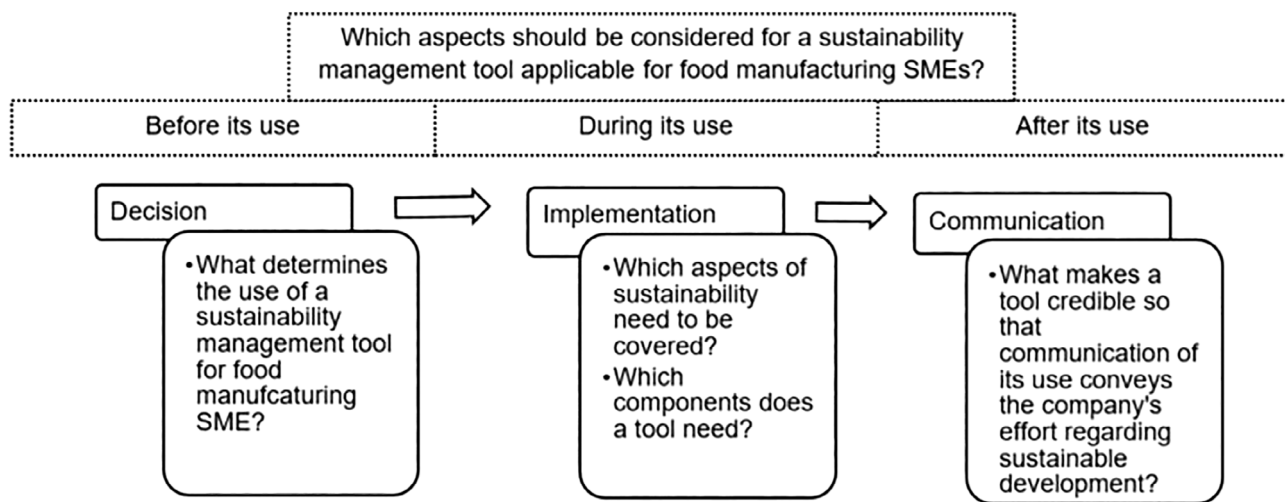 Which aspects should be considered for a sustainability
management tool applicable for food manufacturing SMEs?
Before its use
During its use
After its use
Decision
•What determines
the use of a
sustainability
management tool
for food
manufcaturing
SME?
Implementation
•Which aspects of
sustainability
need to be
covered?
•Which
components does
a tool need?
Communication
•What makes a
tool credible so
that
communication of
its use conveys
the company's
effort regarding
sustainable
development?